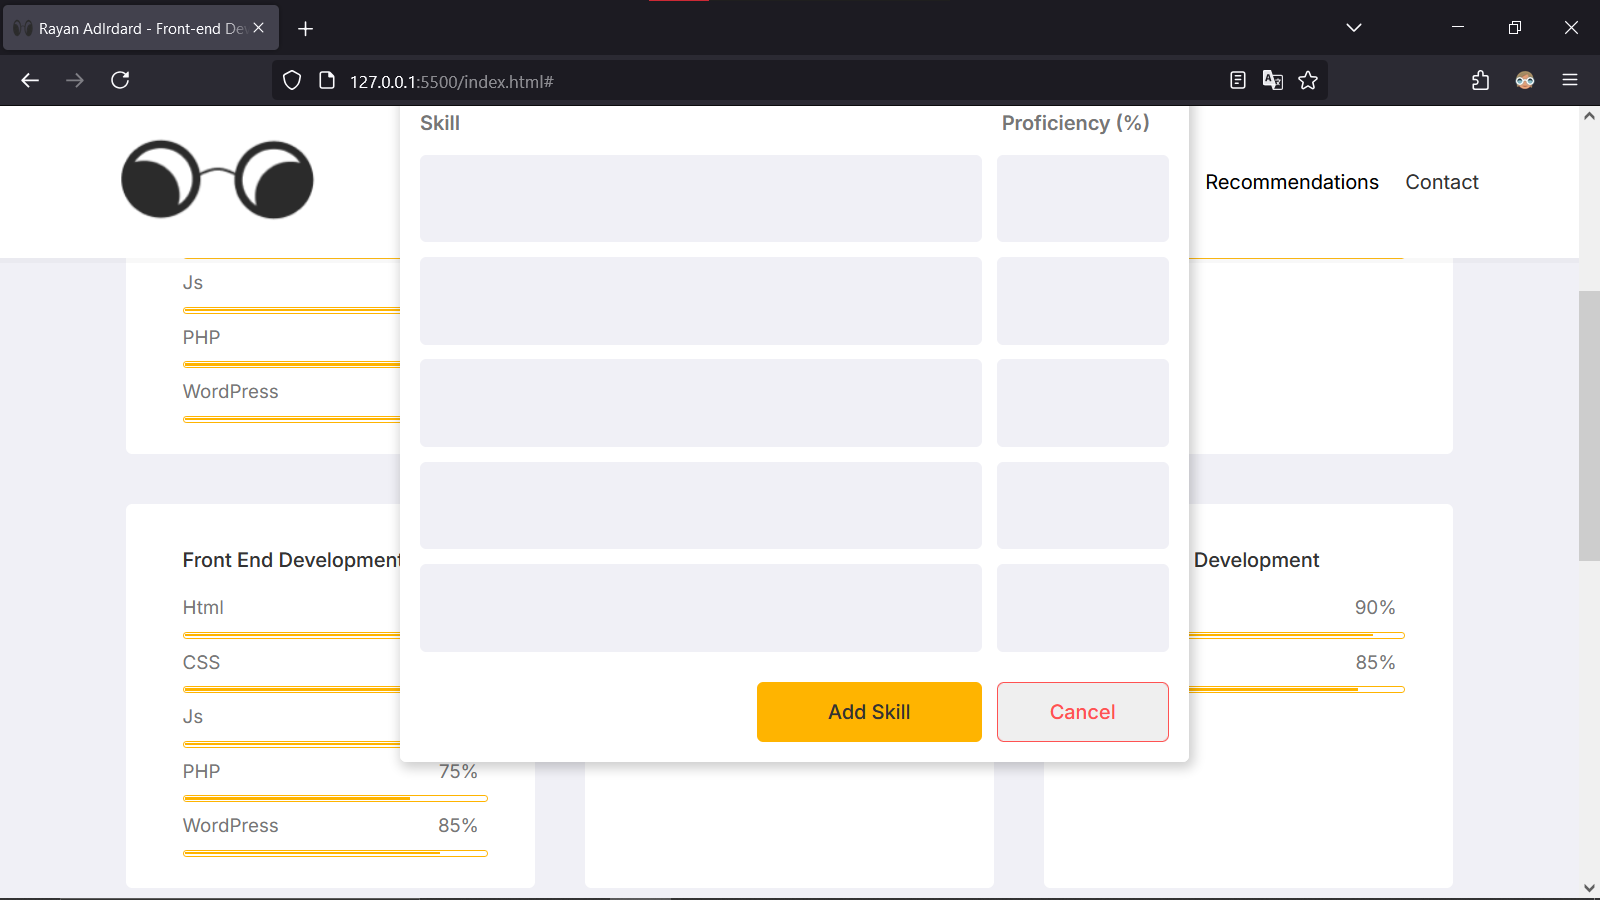 Rayan Adlrdard - Front-end Dev
127.0.0.1:5500/index.html#
Skill
Proficiency (%)
Recommendations
Contact
Js
PHP
WordPress
Front End Development
Development
Html
90%
CSS
85%
Js
Add Skill
Cancel
PHP
75%
WordPress
85%